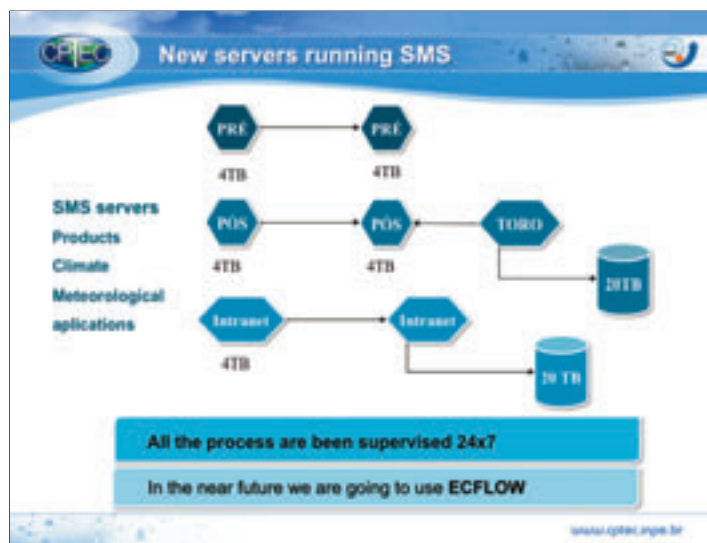 CPTEC
New servers running SMS
PRÉ
PRÉ
4TB
4TB
SMS servers
Products
Climate
Meteorological
aplications
PÓS
PÓS
TORO
4TB
4TB
20TB
Intranet
Intranet
4TB
20 TB
All the process are been supervised 24x7
In the near future we are going to use ECFLOW
www.cptec.inpe.br